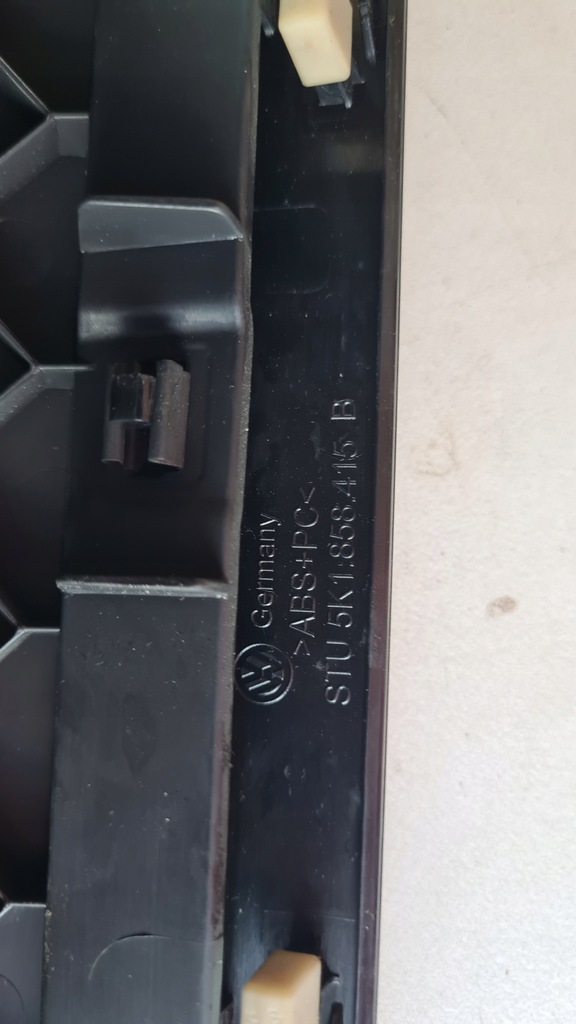 Germany
>ABS+PC<
STU 5K1.858.415 B